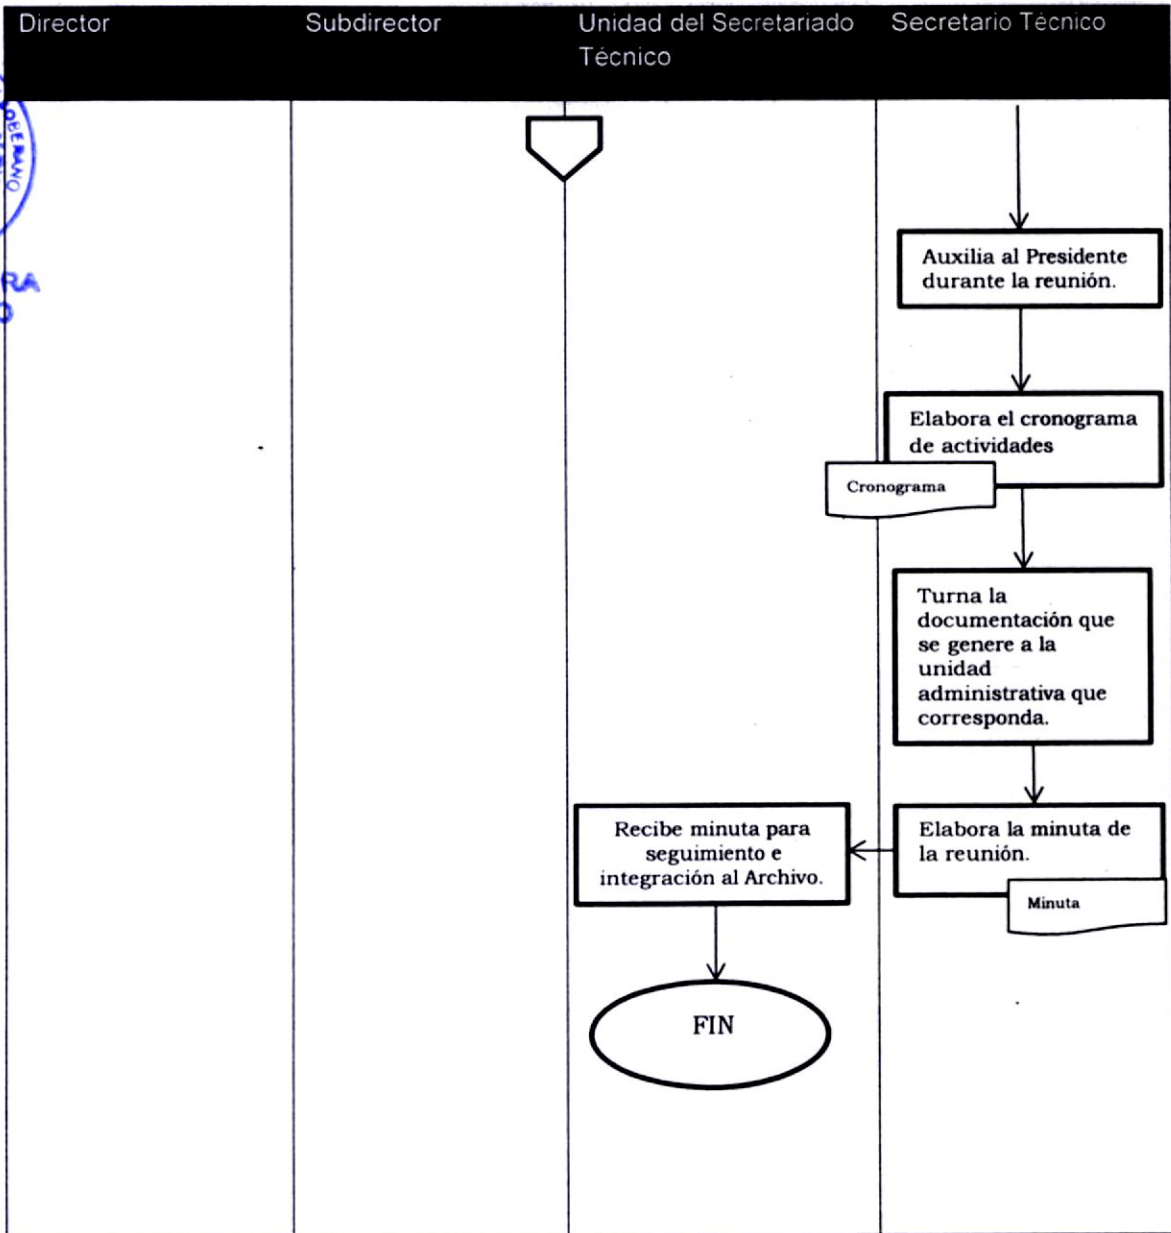 Director
Subdirector
Unidad del Secretariado
Técnico
Secretario Técnico
SOBERANO
RA
O
Auxilia al Presidente
durante la reunión.
Elabora el cronograma
de actividades
Cronograma
Turna la
documentación que
se genere a la
unidad
administrativa que
corresponda.
Elabora la minuta de
la reunión.
Minuta
Recibe minuta para
seguimiento e
integración al Archivo.
FIN